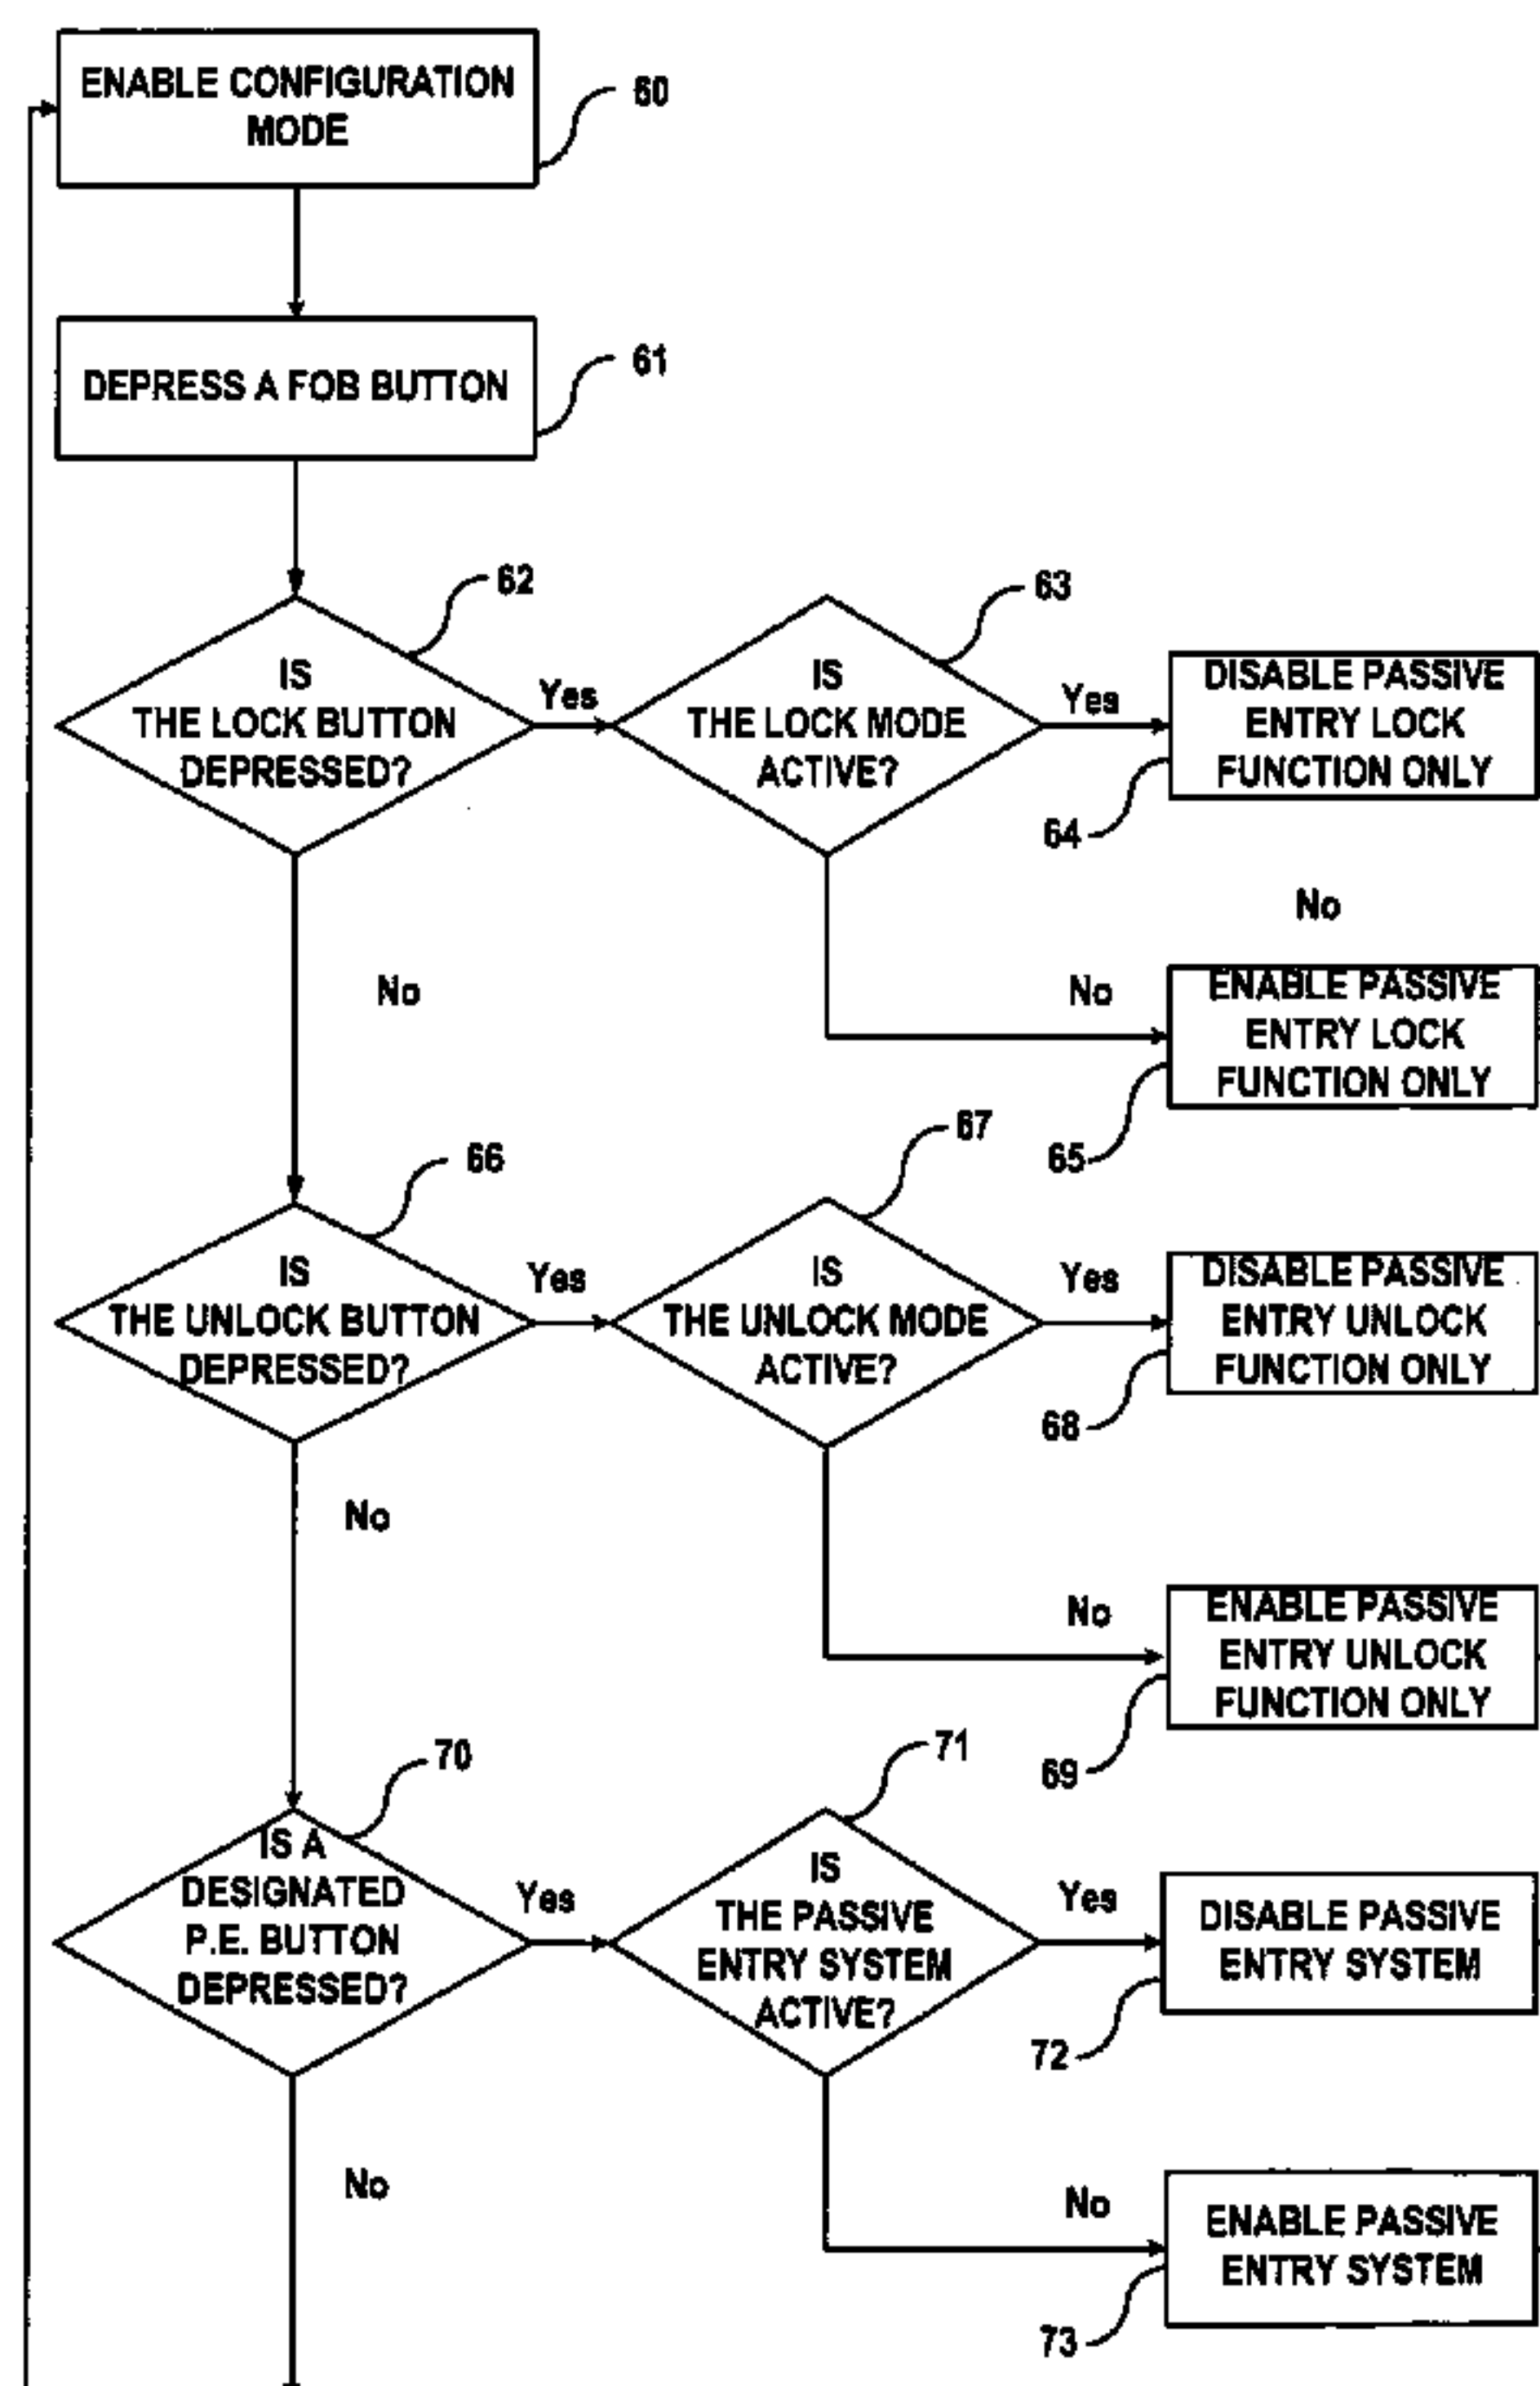 ENABLE CONFIGURATION
MODE
60
DEPRESS A FOB BUTTON
61
62
IS
THE LOCK BUTTON
DEPRESSED?
Yes
63
IS
THE LOCK MODE
ACTIVE?
Yes
DISABLE PASSIVE
ENTRY LOCK
FUNCTION ONLY
64
No
No
No
ENABLE PASSIVE
ENTRY LOCK
FUNCTION ONLY
65
66
IS
THE UNLOCK BUTTON
DEPRESSED?
Yes
67
IS
THE UNLOCK MODE
ACTIVE?
Yes
DISABLE PASSIVE
ENTRY UNLOCK
FUNCTION ONLY
68
No
No
ENABLE PASSIVE
ENTRY UNLOCK
FUNCTION ONLY
69
70
IS A
DESIGNATED
P.E. BUTTON
DEPRESSED?
Yes
71
IS
THE PASSIVE
ENTRY SYSTEM
ACTIVE?
Yes
DISABLE PASSIVE
ENTRY SYSTEM
72
No
No
ENABLE PASSIVE
ENTRY SYSTEM
73